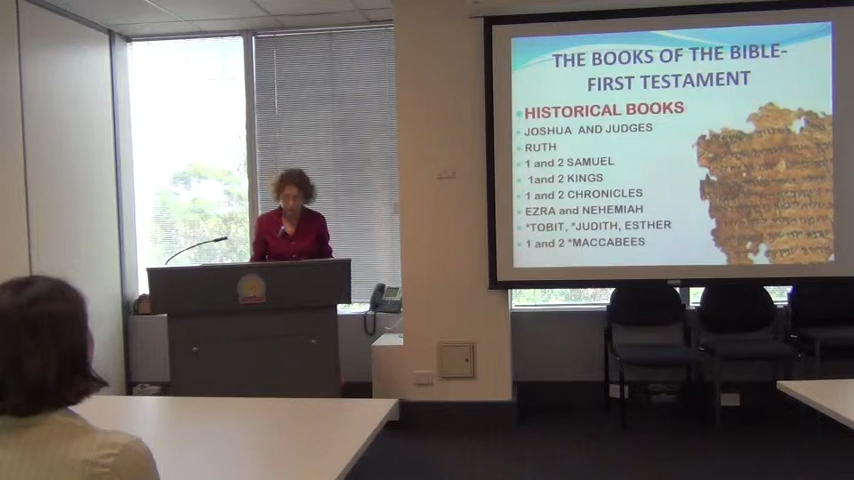 THE BOOKS OF THE BIBLE-
FIRST TESTAMENT
HISTORICAL BOOKS
JOSHUA AND JUDGES
RUTH
1 and 2 SAMUEL
1and 2 KINGS
1 and 2 CHRONICLES
EZRA and NEHEMIAH
*TOBIT, *JUDITH, ESTHER
1 and 2 *MACCABEES